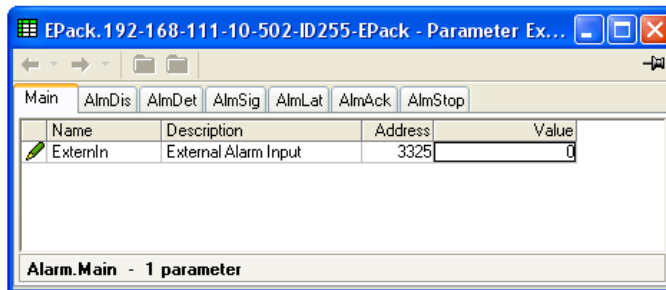 EPack.192-168-111-10-502-ID255-EPack - Parameter Ex...
Main AlmDis AlmDet AlmSig AlmLat AlmAck AlmStop
Name Description Address Value
ExternIn External Alarm Input 3325 0
Alarm.Main - 1 parameter